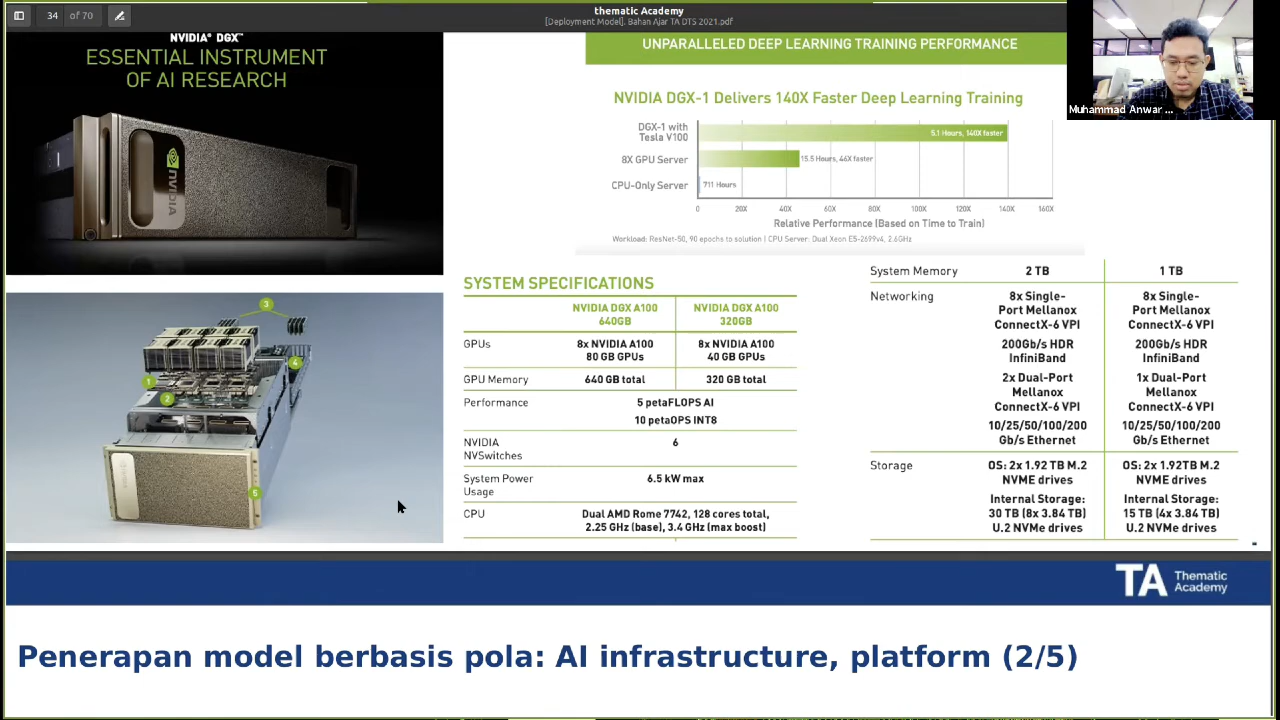 34 of 70
thematic Academy
[Deployment Model]. Bahan Ajar TA DTS 2021.pdf
Muhammad Anwar ...
NVIDIA® DGX™
ESSENTIAL INSTRUMENT
OF AI RESEARCH
NVIDIA
UNPARALLELED DEEP LEARNING TRAINING PERFORMANCE
NVIDIA DGX-1 Delivers 140X Faster Deep Learning Training
DGX-1 with
Tesla V100
5.1 Hours, 140X faster
8X GPU Server
15.5 Hours, 46X faster
CPU-Only Server
711 Hours
0 20X 40X 60X 80X 100X 120X 140X 160X
Relative Performance (Based on Time to Train)
Workload: ResNet-50, 90 epochs to solution | CPU Server: Dual Xeon E5-2699v4, 2.6GHz
3
4
1
2
5
SYSTEM SPECIFICATIONS
NVIDIA DGX A100
640GB
NVIDIA DGX A100
320GB
GPUs
8x NVIDIA A100
80 GB GPUs
8x NVIDIA A100
40 GB GPUs
GPU Memory
640 GB total
320 GB total
Performance
5 petaFLOPS AI
10 petaOPS INT8
NVIDIA
NVSwitches
6
System Power
Usage
6.5 kW max
CPU
Dual AMD Rome 7742, 128 cores total,
2.25 GHz (base), 3.4 GHz (max boost)
System Memory
2 TB
1 TB
Networking
8x Single-
Port Mellanox
ConnectX-6 VPI
200Gb/s HDR
InfiniBand
2x Dual-Port
Mellanox
ConnectX-6 VPI
10/25/50/100/200
Gb/s Ethernet
8x Single-
Port Mellanox
ConnectX-6 VPI
200Gb/s HDR
InfiniBand
1x Dual-Port
Mellanox
ConnectX-6 VPI
10/25/50/100/200
Gb/s Ethernet
Storage
OS: 2x 1.92 TB M.2
NVME drives
Internal Storage:
30 TB (8x 3.84 TB)
U.2 NVMe drives
OS: 2x 1.92TB M.2
NVME drives
Internal Storage:
15 TB (4x 3.84 TB)
U.2 NVMe drives
TA Thematic
Academy
Penerapan model berbasis pola: AI infrastructure, platform (2/5)